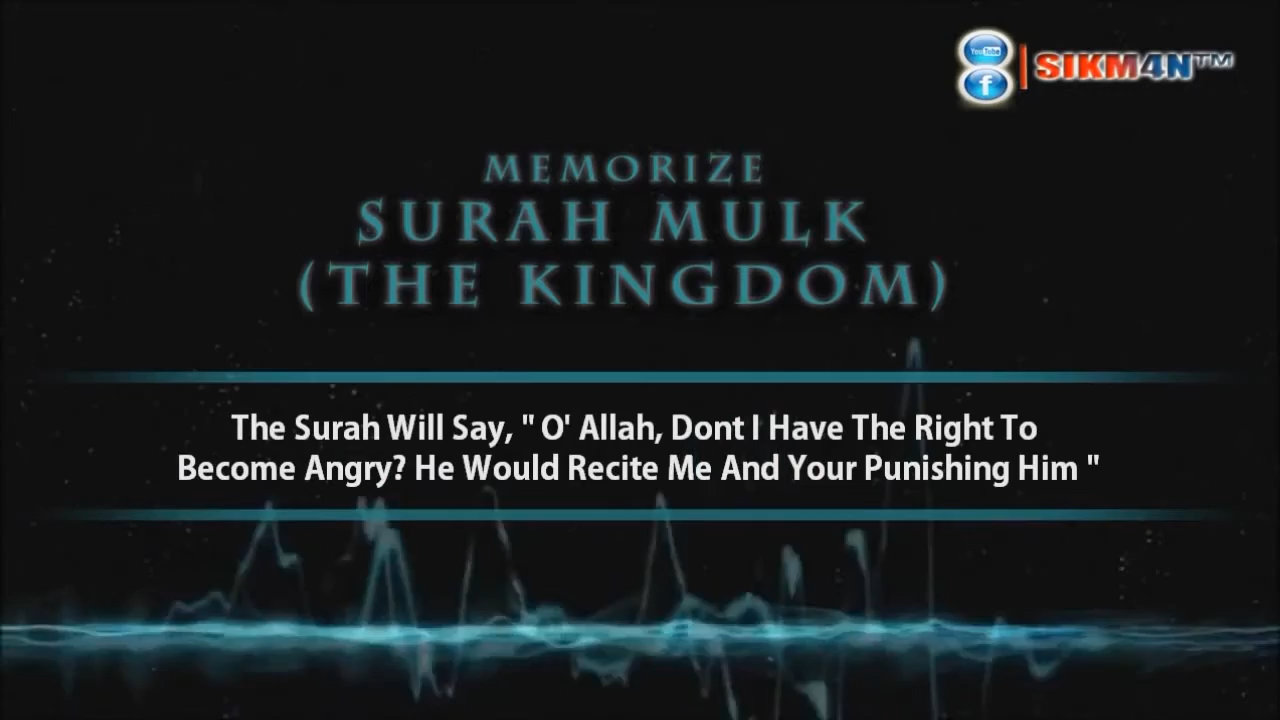 YouTube
f
SIKM4N™
MEMORIZE
SURAH MULK
(THE KINGDOM)
The Surah Will Say, " O' Allah, Dont I Have The Right To
Become Angry? He Would Recite Me And Your Punishing Him "